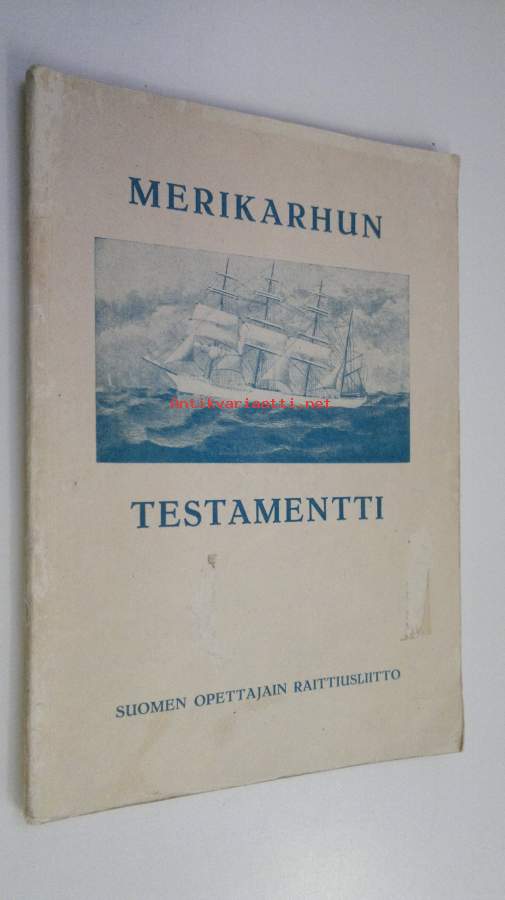 MERIKARHUN
antikvariaatti.net
TESTAMENTTI
SUOMEN OPETTAJAIN RAITTIUSLIITTO